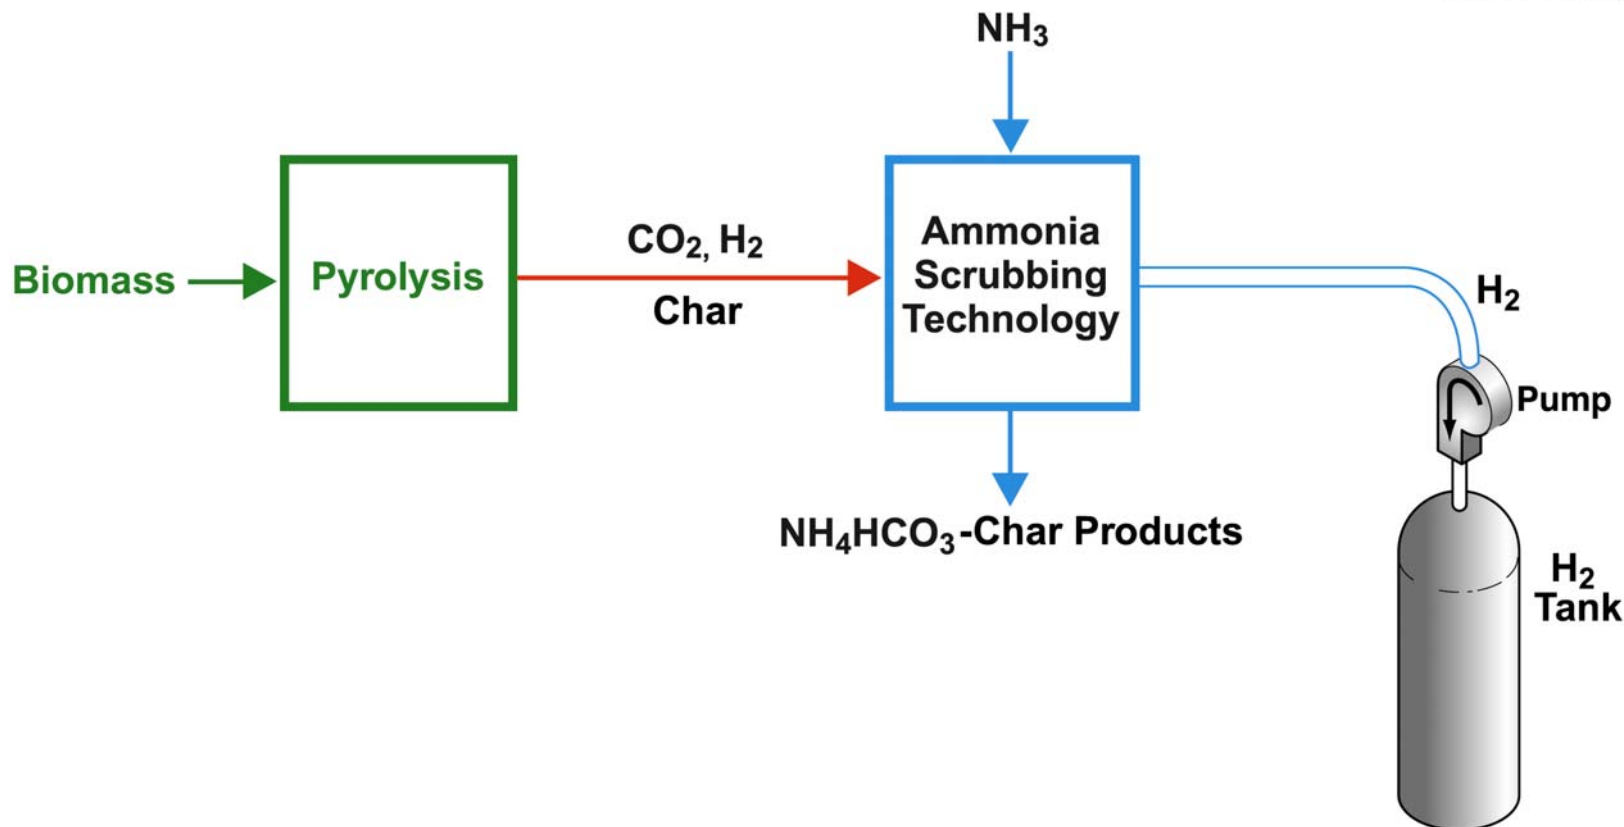 NH₃
Biomass
Pyrolysis
CO₂, H₂
Char
Ammonia
Scrubbing
Technology
H₂
Pump
NH₄HCO₃-Char Products
H₂
Tank